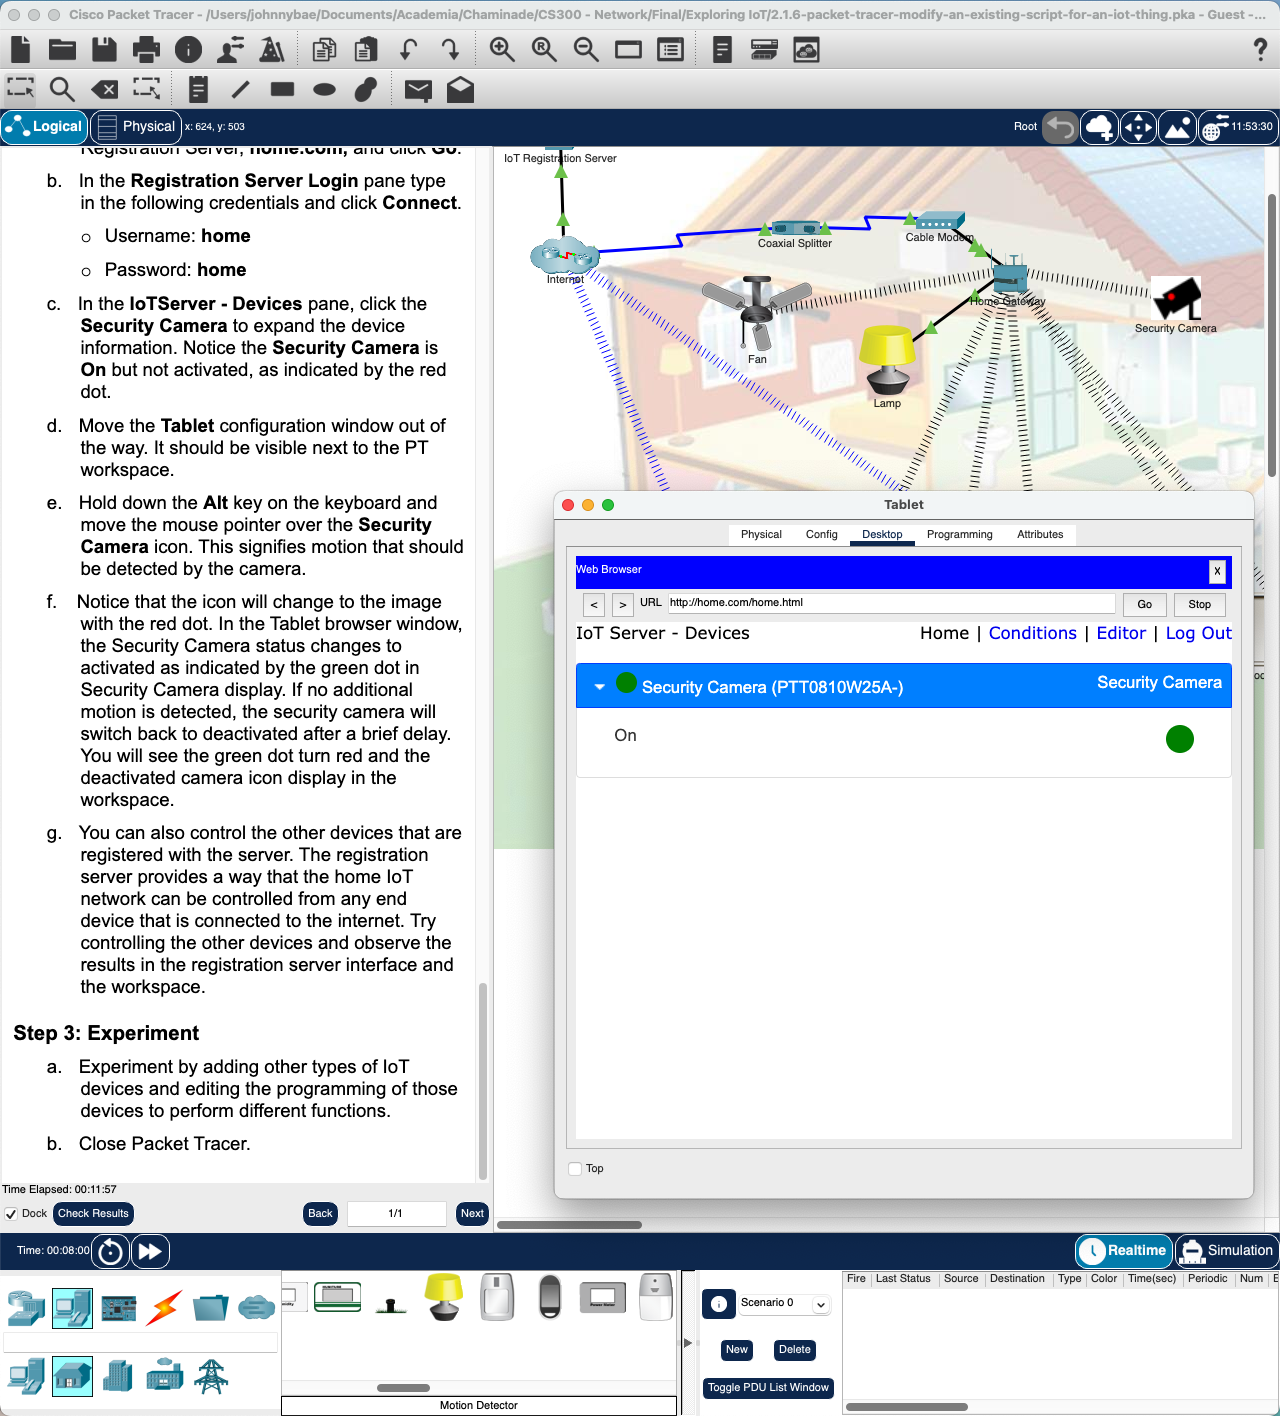 Cisco Packet Tracer - /Users/johnnybae/Documents/Academia/Chaminade/CS300 - Network/Final/Exploring IoT/2.1.6-packet-tracer-modify-an-existing-script-for-an-iot-thing.pka - Guest -...
Logical
Physical
x: 624, y: 503
Root
11:53:30
Registration Server, home.com, and click Go.
b. In the Registration Server Login pane type
in the following credentials and click Connect.
o Username: home
o Password: home
c. In the IoTServer - Devices pane, click the
Security Camera to expand the device
information. Notice the Security Camera is
On but not activated, as indicated by the red
dot.
d. Move the Tablet configuration window out of
the way. It should be visible next to the PT
workspace.
e. Hold down the Alt key on the keyboard and
move the mouse pointer over the Security
Camera icon. This signifies motion that should
be detected by the camera.
f. Notice that the icon will change to the image
with the red dot. In the Tablet browser window,
the Security Camera status changes to
activated as indicated by the green dot in
Security Camera display. If no additional
motion is detected, the security camera will
switch back to deactivated after a brief delay.
You will see the green dot turn red and the
deactivated camera icon display in the
workspace.
g. You can also control the other devices that are
registered with the server. The registration
server provides a way that the home IoT
network can be controlled from any end
device that is connected to the internet. Try
controlling the other devices and observe the
results in the registration server interface and
the workspace.
Step 3: Experiment
a. Experiment by adding other types of IoT
devices and editing the programming of those
devices to perform different functions.
b. Close Packet Tracer.
Time Elapsed: 00:11:57
Dock
Check Results
Back
1/1
Next
IoT Registration Server
Internet
Coaxial Splitter
Cable Modem
Home Gateway
Security Camera
Fan
Lamp
Tablet
Physical
Config
Desktop
Programming
Attributes
Web Browser
X
<
>
URL
http://home.com/home.html
Go
Stop
IoT Server - Devices
Home | Conditions | Editor | Log Out
Security Camera (PTT0810W25A-)
Security Camera
On
Top
Time: 00:08:00
Realtime
Simulation
Motion Detector
Scenario 0
New
Delete
Toggle PDU List Window
Fire
Last Status
Source
Destination
Type
Color
Time(sec)
Periodic
Num